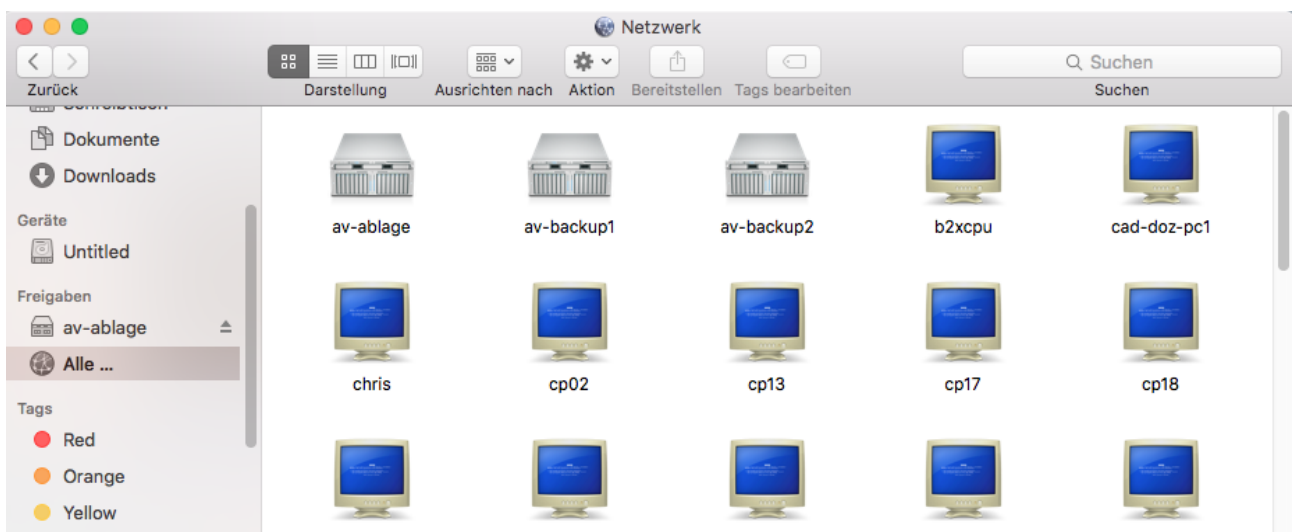 Netzwerk
Suchen
Zurück
Darstellung
Ausrichten nach
Aktion
Bereitstellen
Tags bearbeiten
Suchen
Schreibtisch
Dokumente
Downloads
Geräte
Untitled
Freigaben
av-ablage
Alle ...
Tags
Red
Orange
Yellow
av-ablage
av-backup1
av-backup2
b2xcpu
cad-doz-pc1
chris
cp02
cp13
cp17
cp18